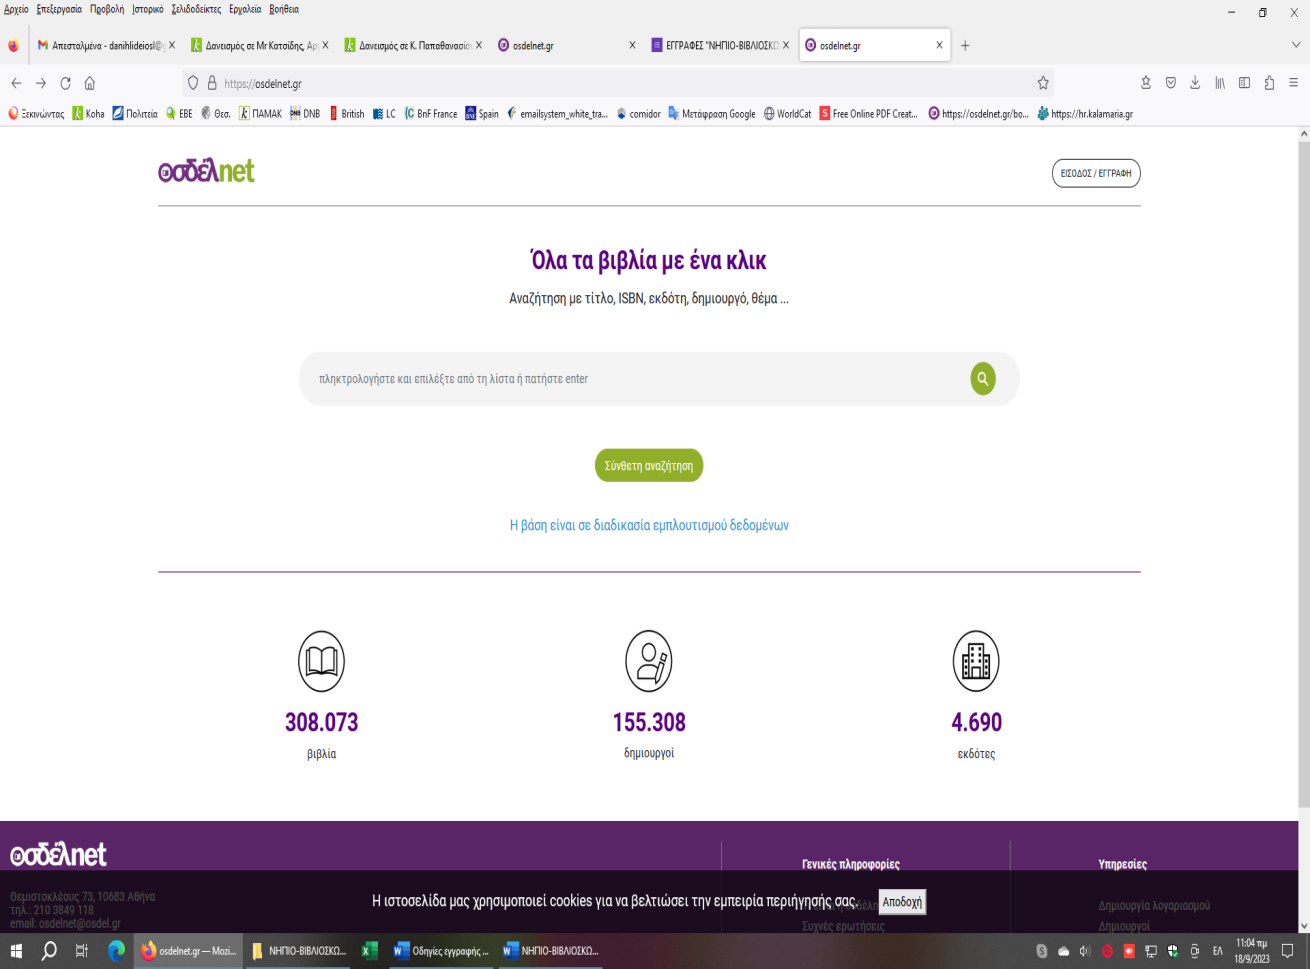 Αρχείο Επεξεργασία Προβολή Ιστορικό Σελιδοδείκτες Εργαλεία Βοήθεια
Απεσταλμένα - danihlideiosl@g
Δανεισμός σε Mr Κατσίδης, Αρ
Δανεισμός σε Κ. Παπαθανασίο
osdelnet.gr
ΕΓΓΡΑΦΕΣ "ΝΗΠΙΟ-ΒΙΒΛΙΟΣΚΩ
osdelnet.gr
https://osdelnet.gr
Ξεκινώντας Koha Πολιτεία ΕΒΕ Θεσ. ΠΑΜΑΚ DNB British LC BnF France Spain emailsystem_white_tra... comidor Μετάφραση Google WorldCat Free Online PDF Creat... https://osdelnet.gr/bo... https://hr.kalamaria.gr
οσδέλnet
ΕΙΣΟΔΟΣ / ΕΓΓΡΑΦΗ
Όλα τα βιβλία με ένα κλικ
Αναζήτηση με τίτλο, ISBN, εκδότη, δημιουργό, θέμα ...
πληκτρολογήστε και επιλέξτε από τη λίστα ή πατήστε enter
Σύνθετη αναζήτηση
Η βάση είναι σε διαδικασία εμπλουτισμού δεδομένων
308.073 155.308 4.690
βιβλία δημιουργοί εκδότες
οσδέλnet
Γενικές πληροφορίες
Υπηρεσίες
Θεμιστοκλέους 73, 10683 Αθήνα
τηλ.: 210 3849 118
email: osdelnet@osdel.gr
Η ιστοσελίδα μας χρησιμοποιεί cookies για να βελτιώσει την εμπειρία περιήγησής σας. Αποδοχή
Συχνές ερωτήσεις
Δημιουργία λογαριασμού
Δημιουργοί
osdelnet.gr — Mozi...
ΝΗΠΙΟ-ΒΙΒΛΙΟΣΚΩ...
Οδηγίες εγγραφής ...
ΝΗΠΙΟ-ΒΙΒΛΙΟΣΚΩ...
ΕΛ
11:04 πμ
18/9/2023